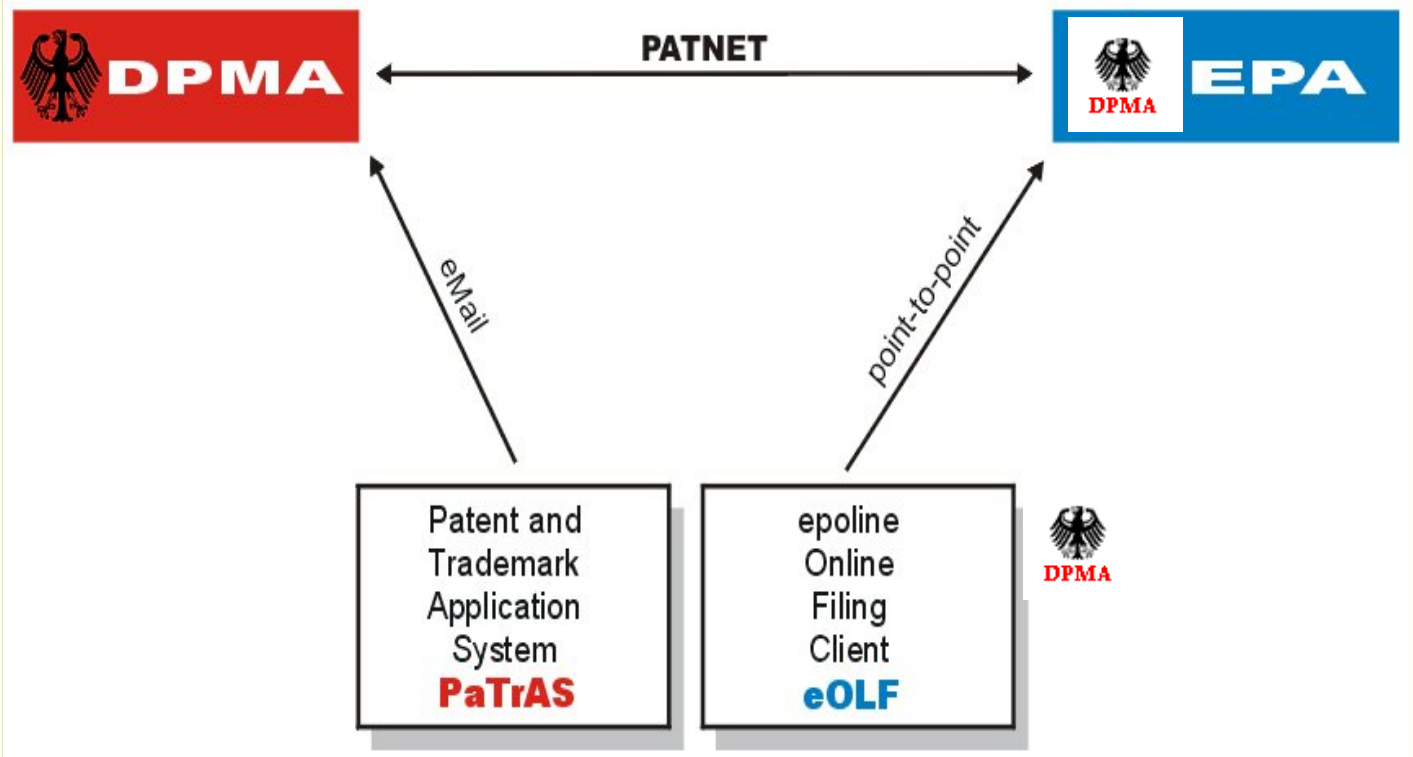 DPMA
PATNET
DPMA
EPA
eMail
point-to-point
Patent and
Trademark
Application
System
PaTrAS
epoline
Online
Filing
Client
eOLF
DPMA